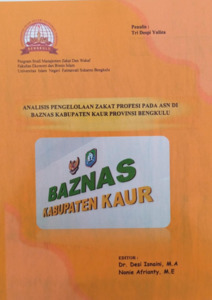 Penulis :
Tri Despi Valira
Program Studi Manajemen Zakat Dan Wakaf
Fakultas Ekonomi dan Bisnis Islam
Universitas Islam Negeri Fatmawati Sukarno Bengkulu
ANALISIS PENGELOLAAN ZAKAT PROFESI PADA ASN DI
BAZNAS KABUPATEN KAUR PROVINSI BENGKULU
BAZNAS
KABUPATEN KAUR
EDITOR :
Dr. Desi Isnaini, M.A
Nonie Afrianty, M.E